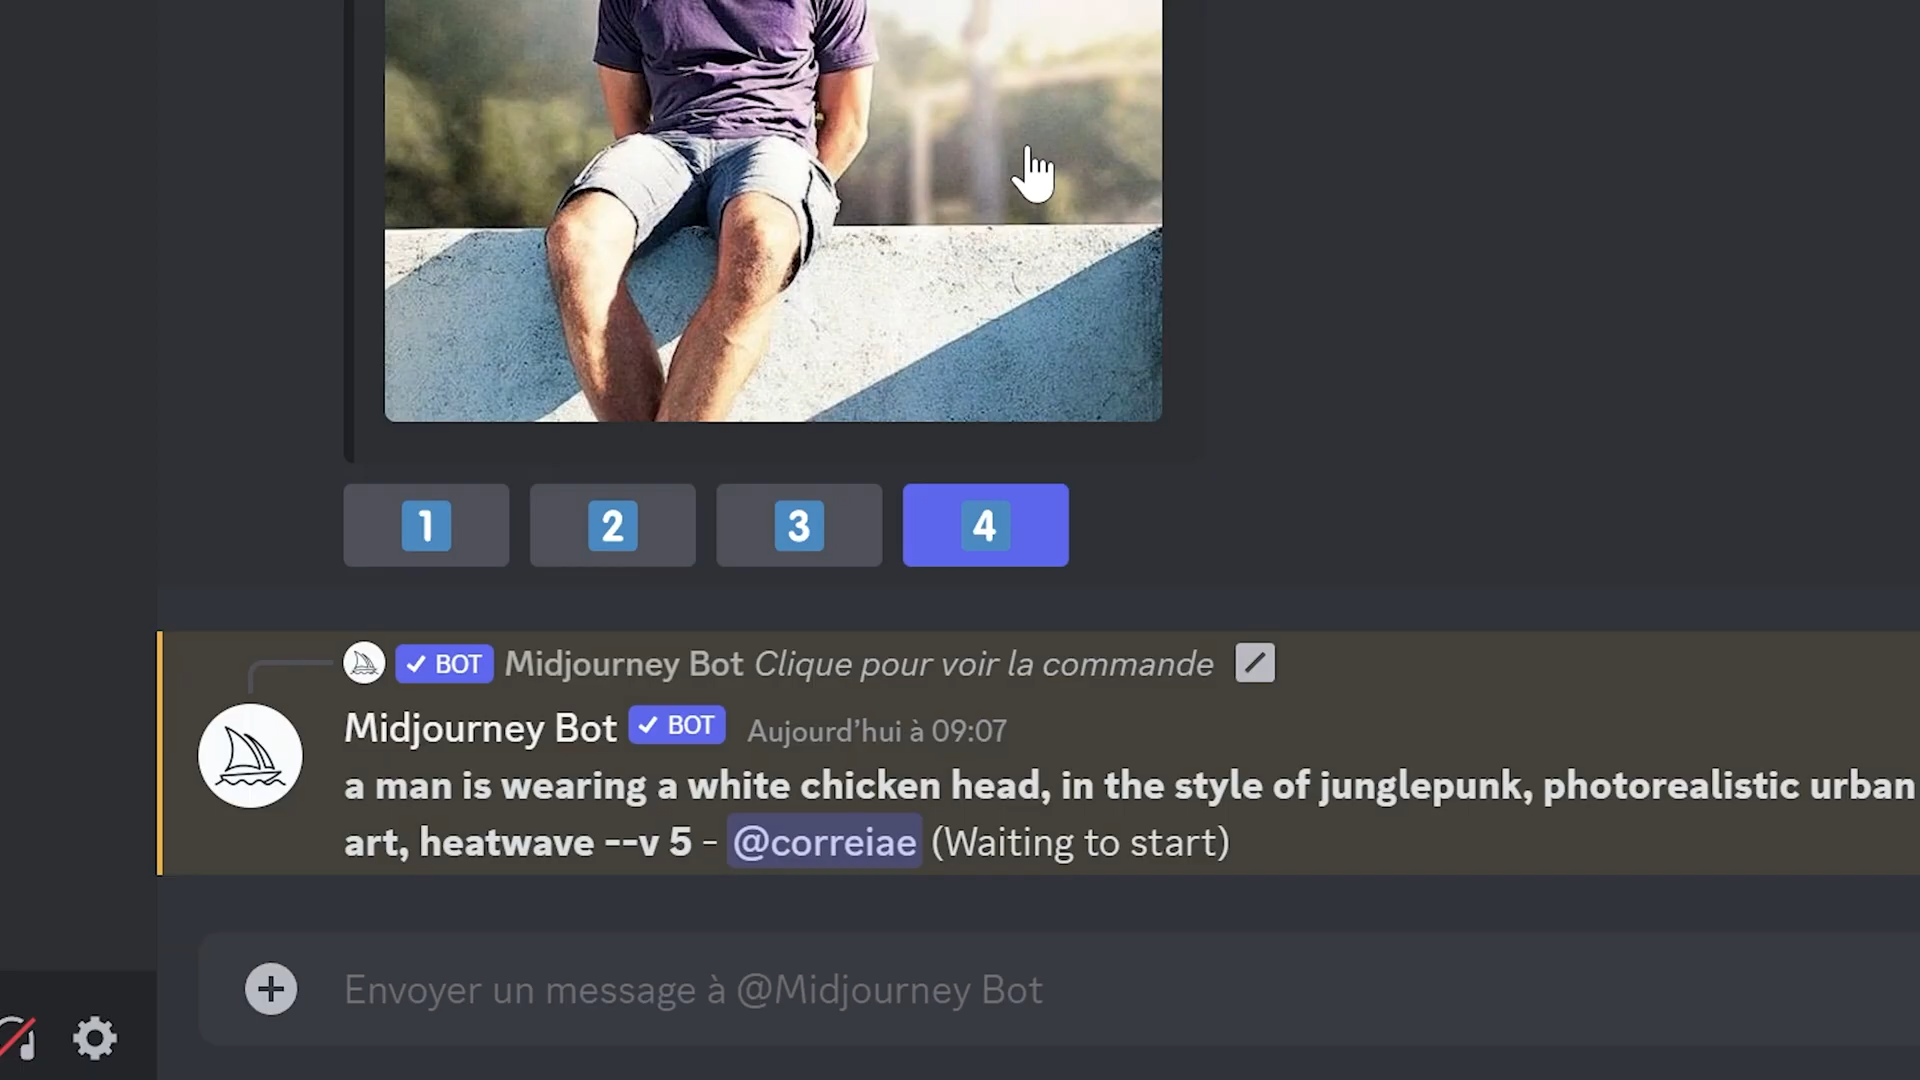 1 2 3 4
BOT Midjourney Bot Clique pour voir la commande
Midjourney Bot BOT Aujourd’hui à 09:07
a man is wearing a white chicken head, in the style of junglepunk, photorealistic urban
art, heatwave --v 5 - @correiae (Waiting to start)
Envoyer un message à @Midjourney Bot